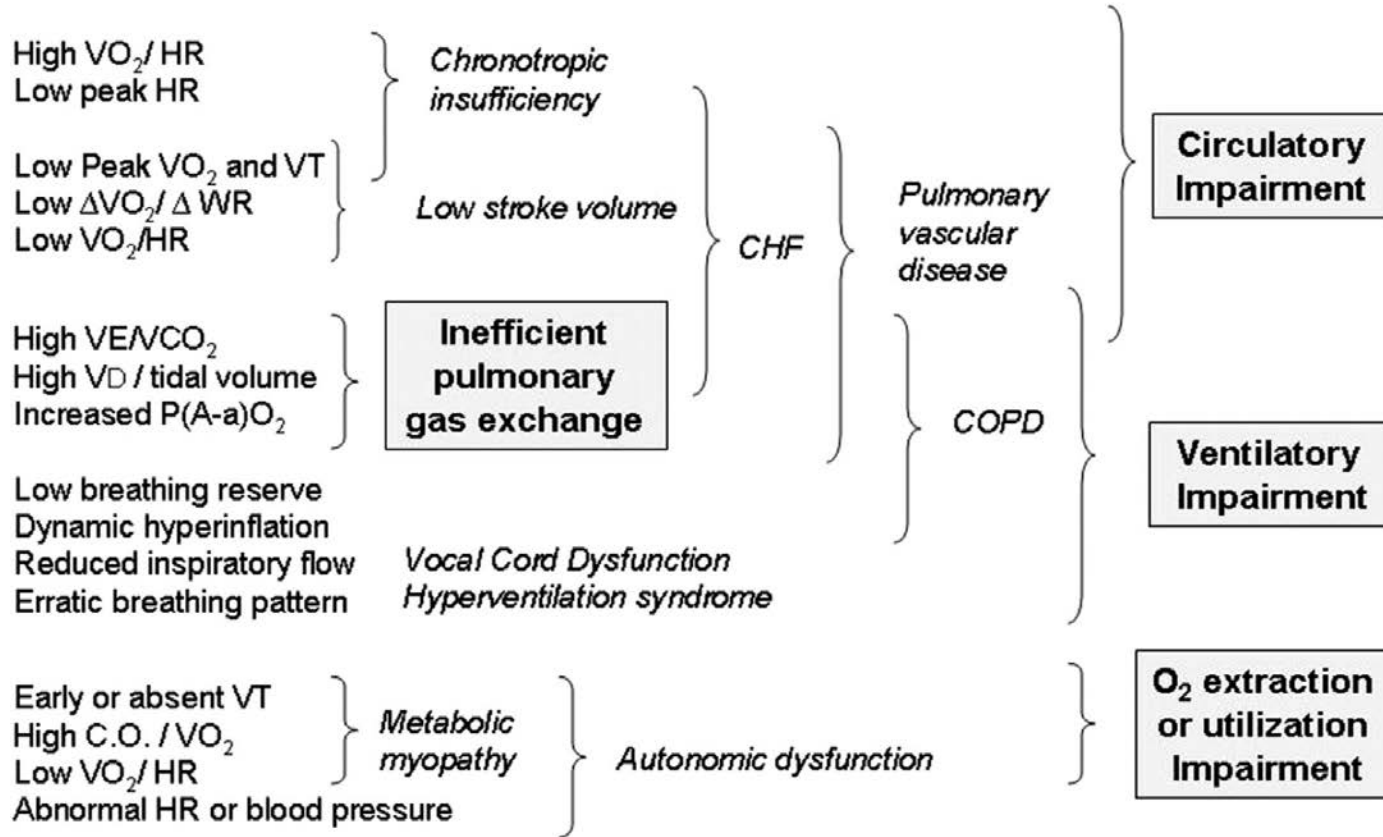 High VO₂/ HR
Low peak HR
Chronotropic
insufficiency
Low Peak VO₂ and VT
Low ΔVO₂/ Δ WR
Low VO₂/HR
Low stroke volume
CHF
Pulmonary
vascular
disease
Circulatory
Impairment
High VE/VCO₂
High VD / tidal volume
Increased P(A-a)O₂
Inefficient
pulmonary
gas exchange
COPD
Ventilatory
Impairment
Low breathing reserve
Dynamic hyperinflation
Reduced inspiratory flow
Erratic breathing pattern
Vocal Cord Dysfunction
Hyperventilation syndrome
Early or absent VT
High C.O. / VO₂
Low VO₂/ HR
Abnormal HR or blood pressure
Metabolic
myopathy
Autonomic dysfunction
O₂ extraction
or utilization
Impairment